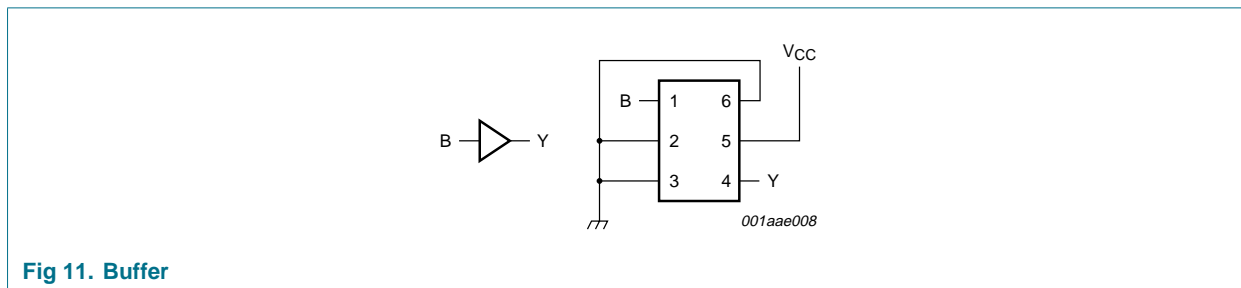 VCC
B 1 6
B Y 2 5
3 4 Y
001aae008
Fig 11. Buffer